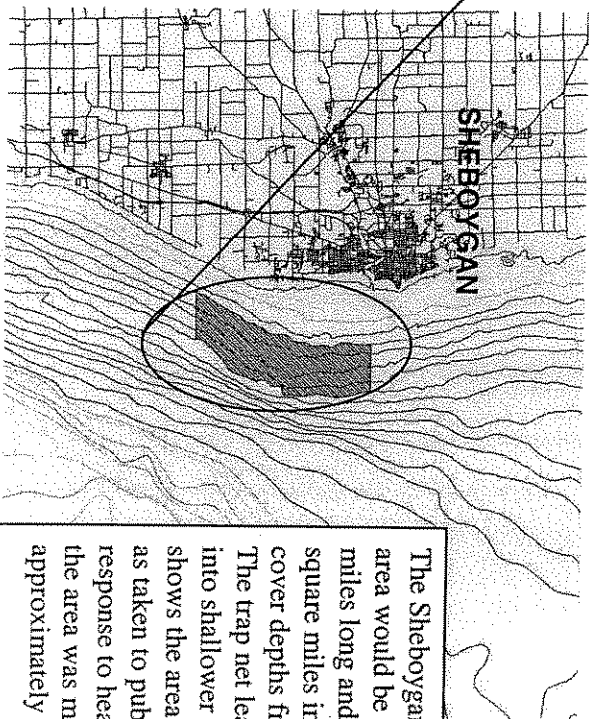 SHEBOYGAN
The Sheboygan
area would be
miles long and
square miles in
cover depths f
The trap net lea
into shallower
shows the area
as taken to pub
response to hea
the area was m
approximately